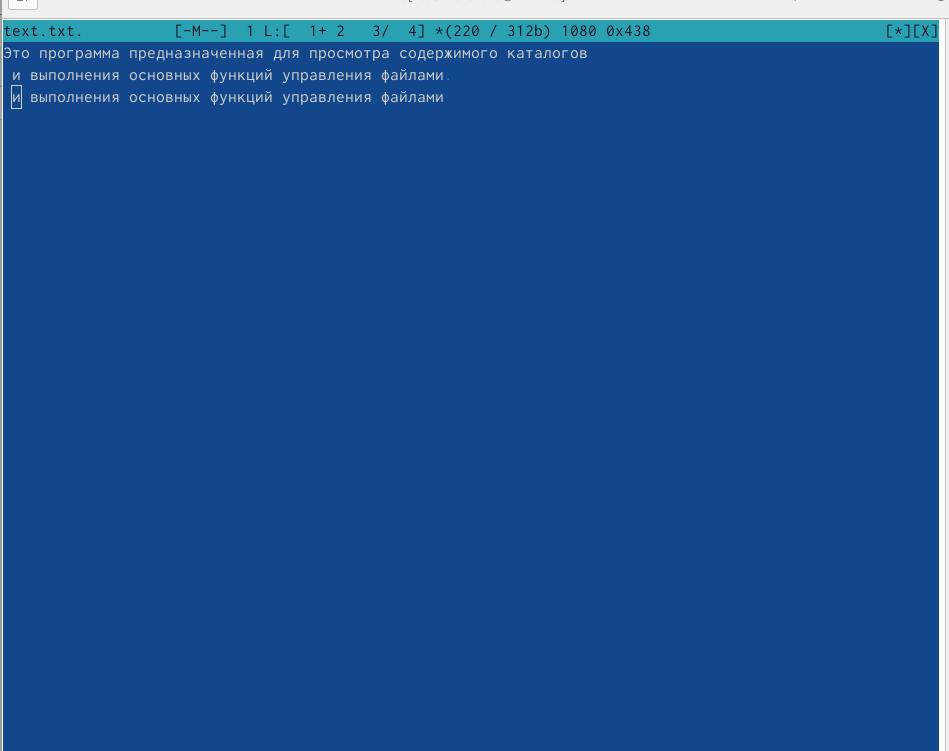 text.txt. [-M--] 1 L:[ 1+ 2 3/ 4] *(220 / 312b) 1080 0x438 [*][X]
Это программа предназначенная для просмотра содержимого каталогов
и выполнения основных функций управления файлами.
и выполнения основных функций управления файлами